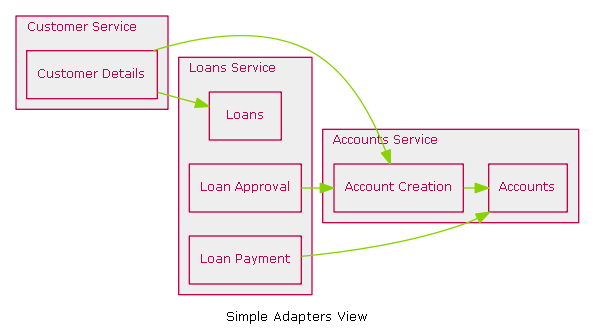 Customer Service
Customer Details
Loans Service
Loans
Loan Approval
Loan Payment
Accounts Service
Account Creation
Accounts
Simple Adapters View